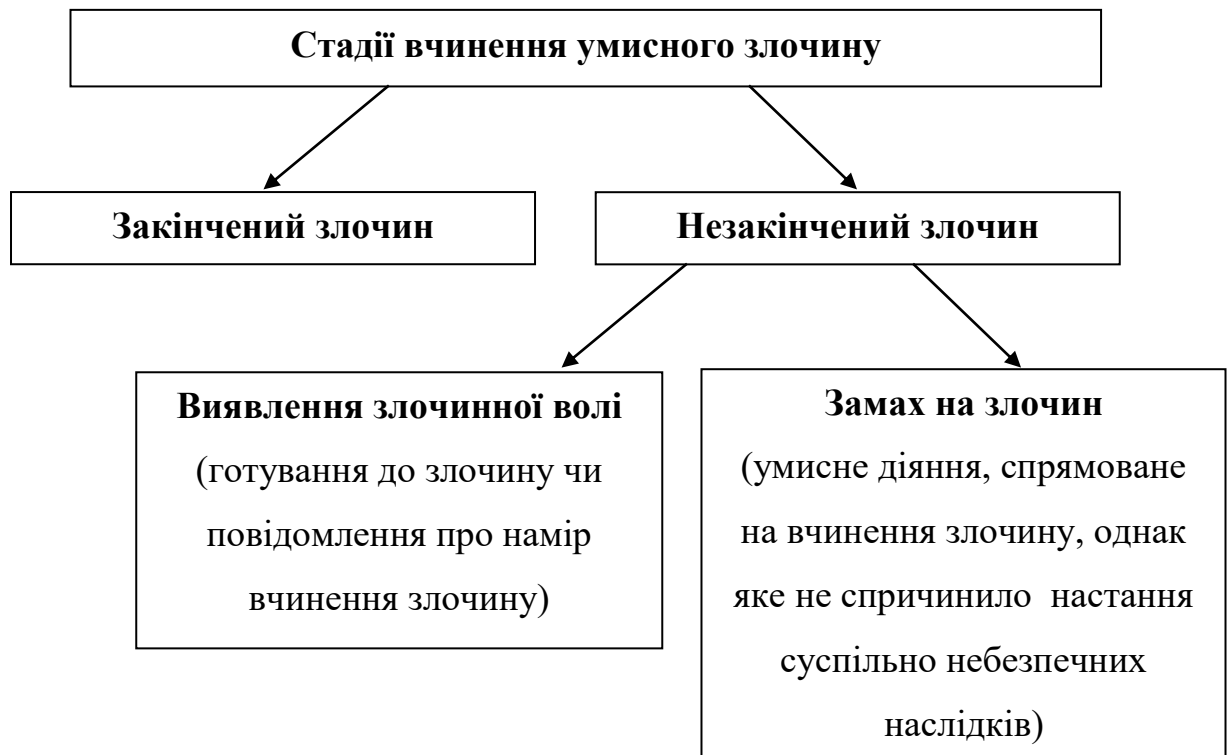 Стадії вчинення умисного злочину
Закінчений злочин
Незакінчений злочин
Виявлення злочинної волі
(готування до злочину чи
повідомлення про намір
вчинення злочину)
Замах на злочин
(умисне діяння, спрямоване
на вчинення злочину, однак
яке не спричинило настання
суспільно небезпечних
наслідків)